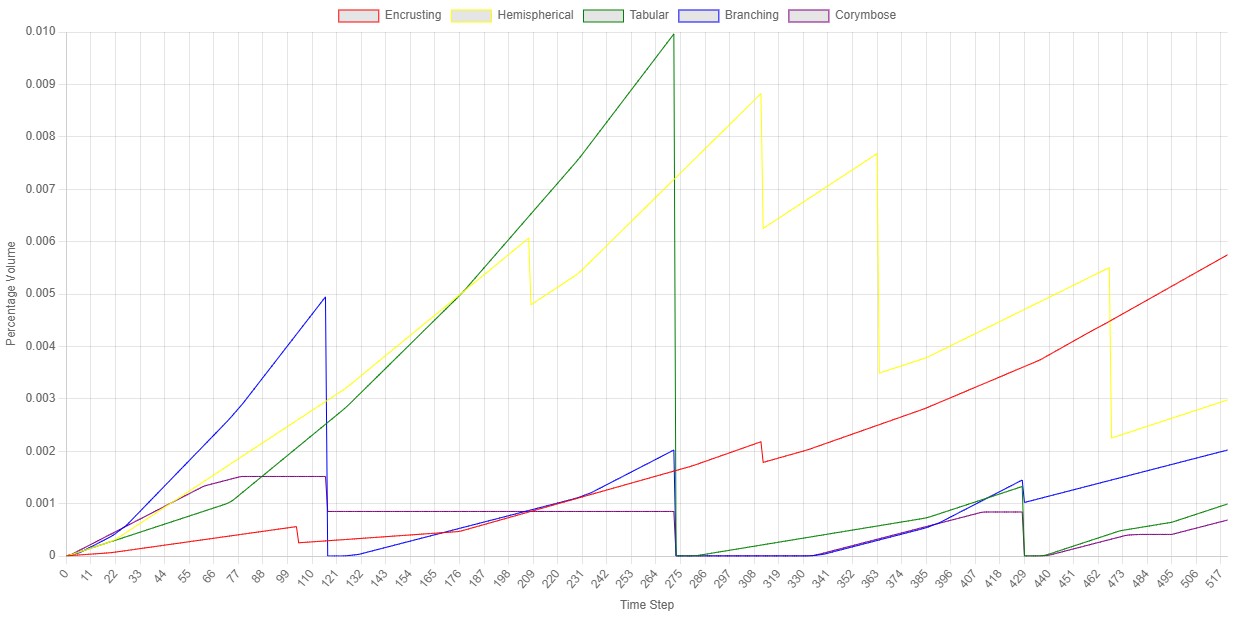 Encrusting Hemispherical Tabular Branching Corymbose
0.010
0.009
0.008
0.007
0.006
0.005
0.004
0.003
0.002
0.001
0
Percentage Volume
0 11 22 33 44 55 66 77 88 99 110 121 132 143 154 165 176 187 198 209 220 231 242 253 264 275 286 297 308 319 330 341 352 363 374 385 396 407 418 429 440 451 462 473 484 495 506 517
Time Step